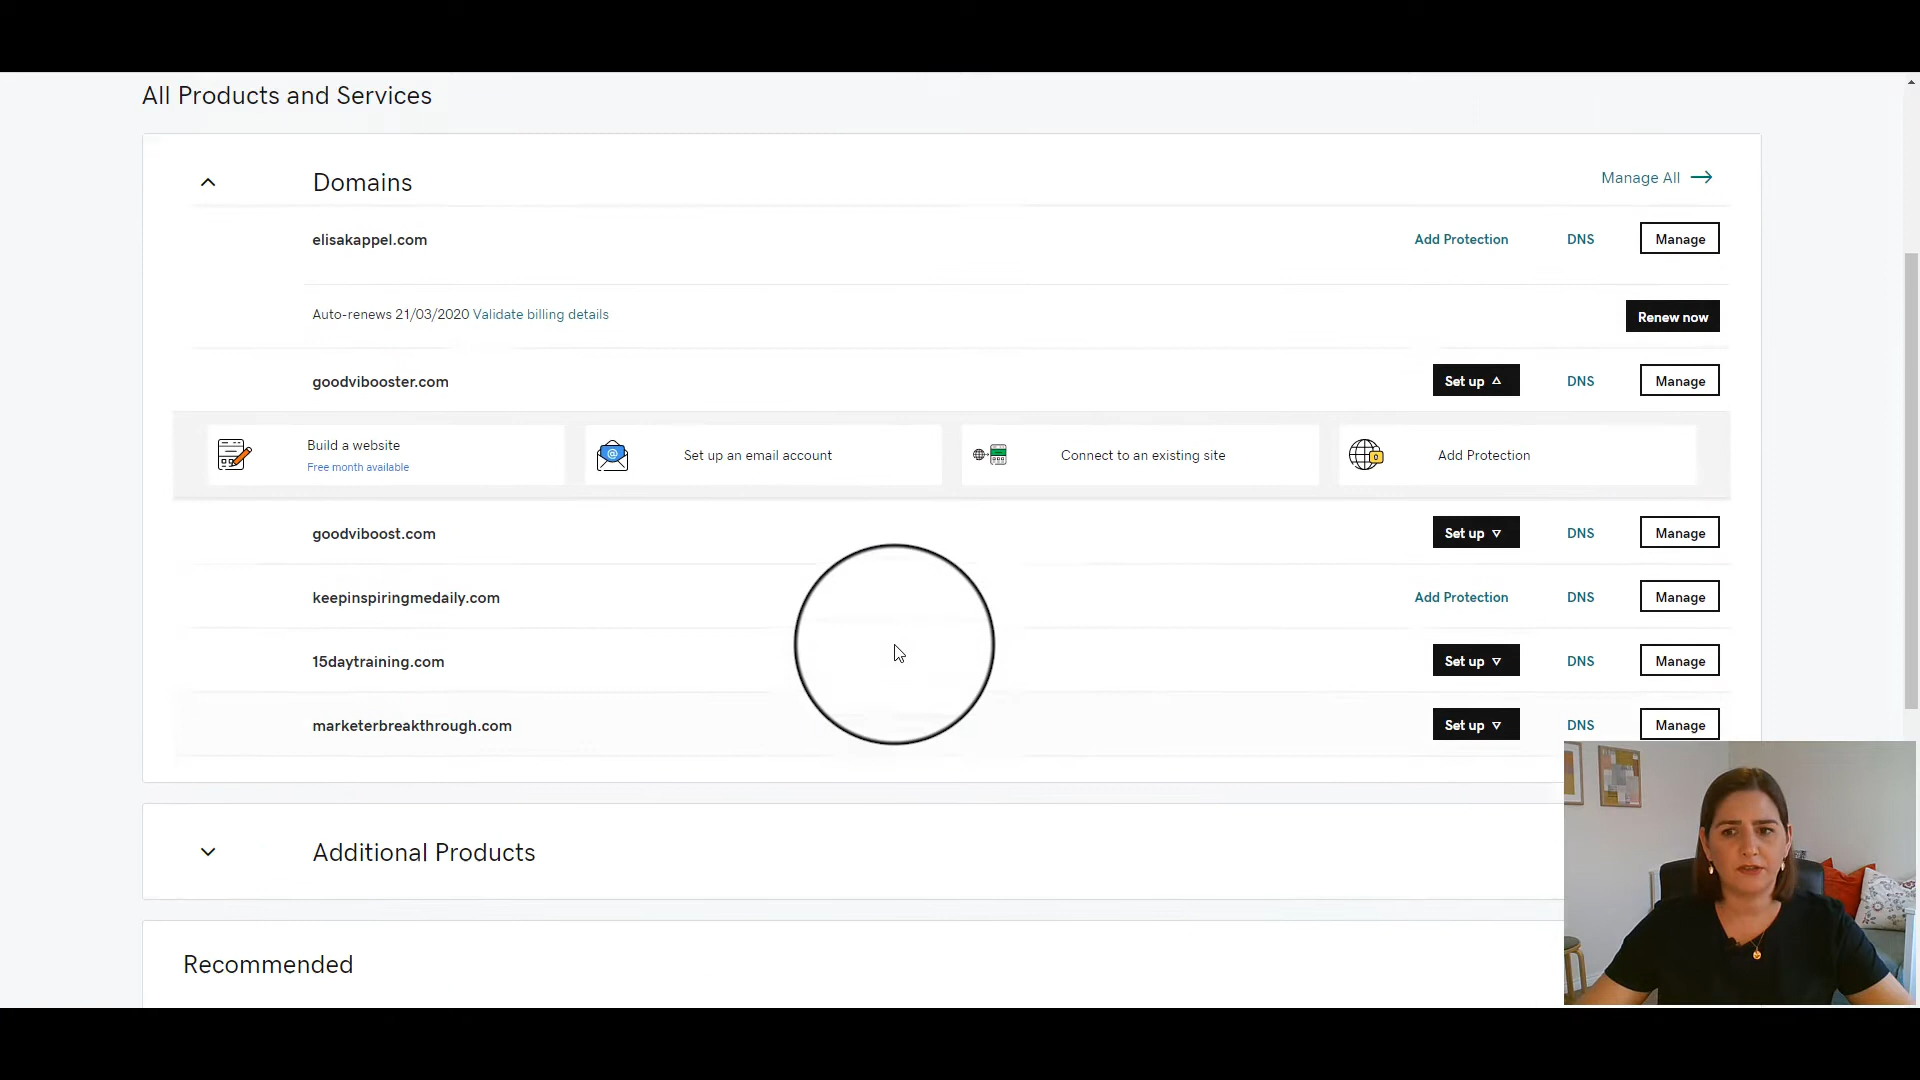 All Products and Services
Domains
Manage All
elisakappel.com
Add Protection DNS Manage
Auto-renews 21/03/2020 Validate billing details
Renew now
goodvibooster.com
Set up DNS Manage
Build a website
Free month available
Set up an email account
Connect to an existing site
Add Protection
goodviboost.com
Set up DNS Manage
keepinspiringmedaily.com
Add Protection DNS Manage
15daytraining.com
Set up DNS Manage
marketerbreakthrough.com
Set up DNS Manage
Additional Products
Recommended